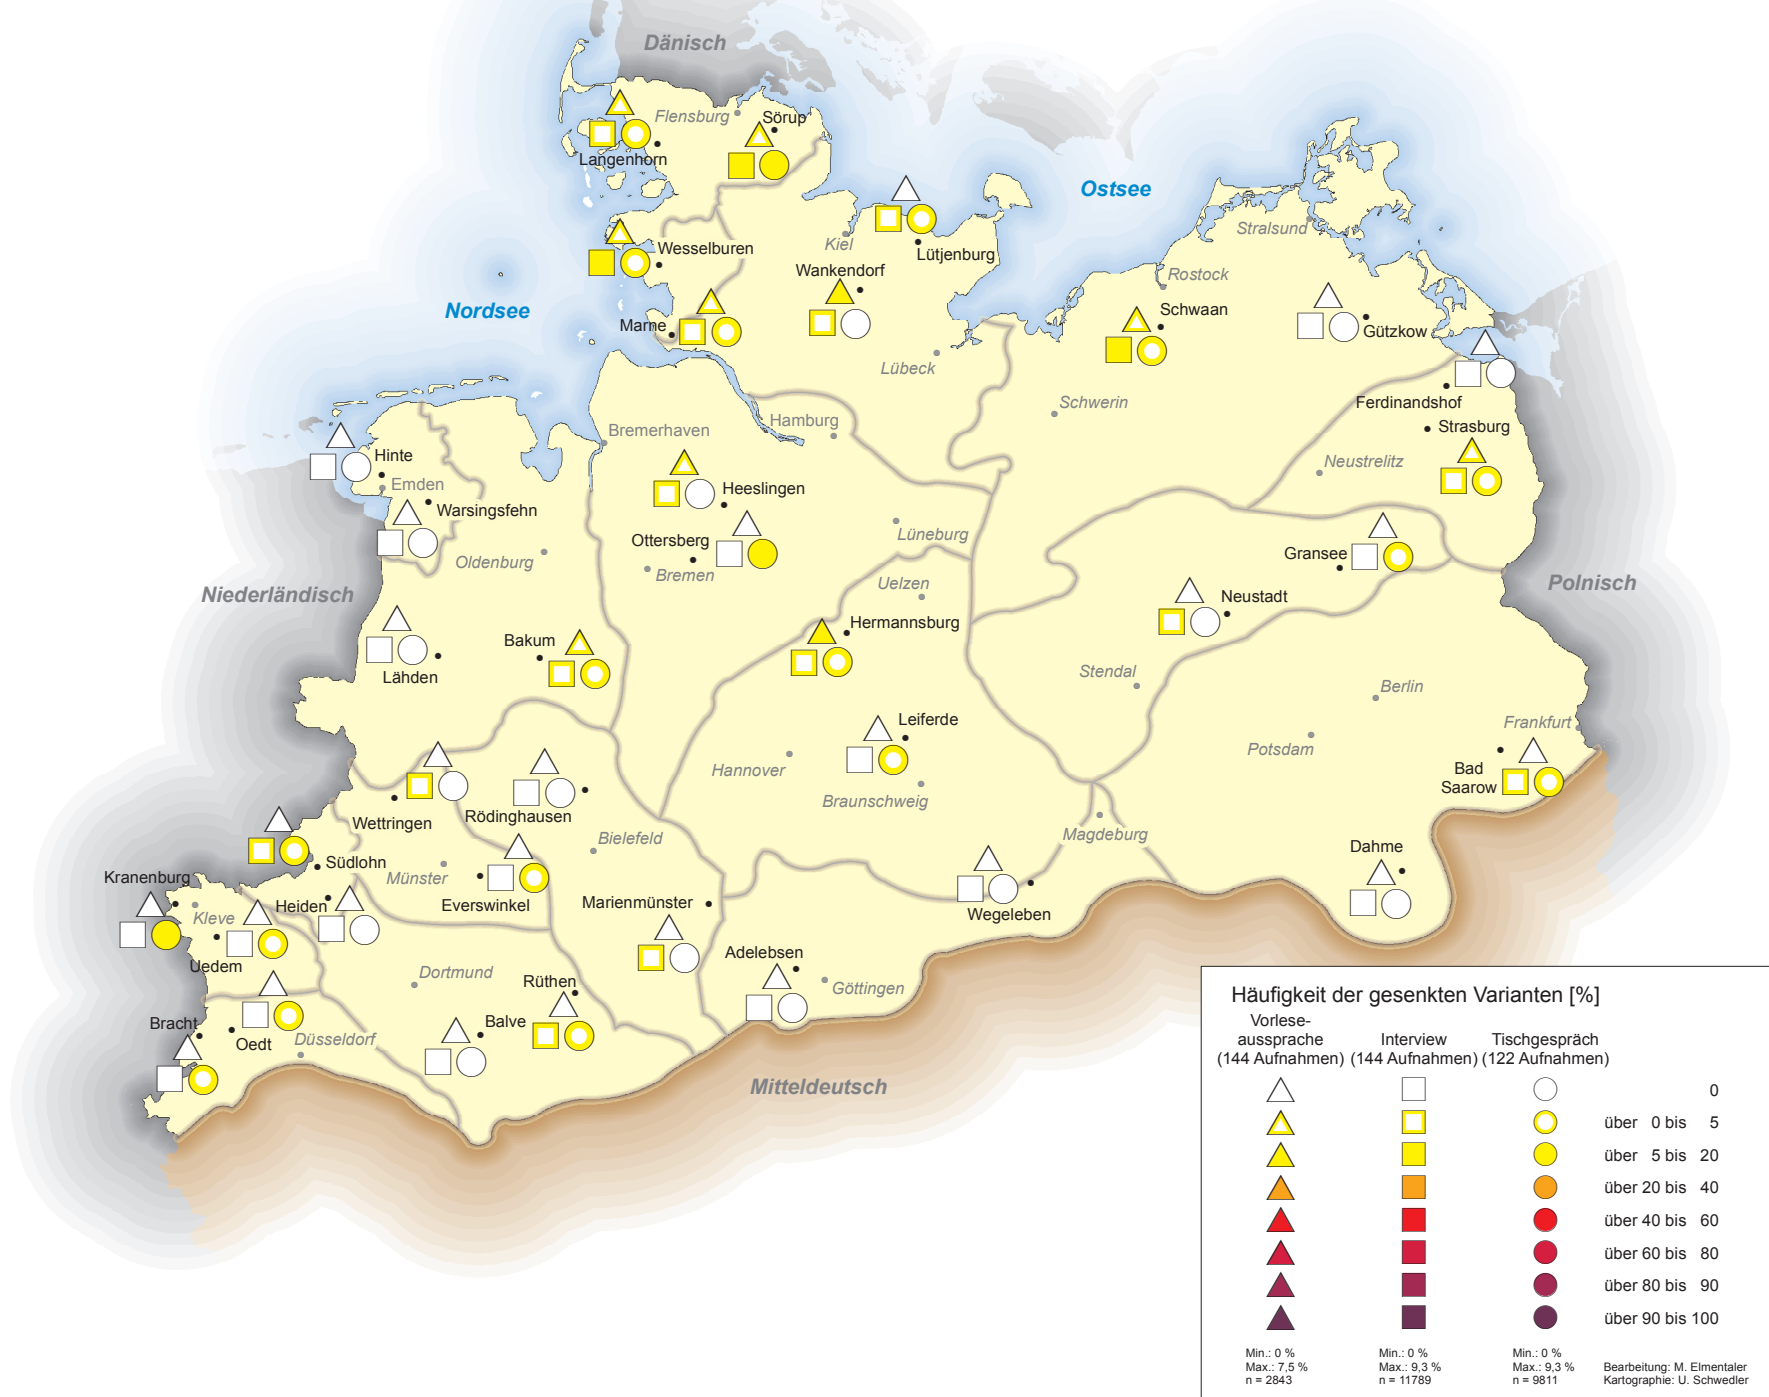 Dänisch
Flensburg
Sörup
Langenhorn
Ostsee
Stralsund
Kiel
Wesselburen
Lütjenburg
Wankendorf
Rostock
Nordsee
Schwaan
Marne
Gützkow
Lübeck
Schwerin
Ferdinandshof
Hamburg
Bremerhaven
Strasburg
Hinte
Neustrelitz
Emden
Heeslingen
Warsingsfehn
Lüneburg
Ottersberg
Gransee
Oldenburg
Bremen
Uelzen
Polnisch
Niederländisch
Neustadt
Hermannsburg
Bakum
Lähden
Stendal
Berlin
Leiferde
Frankfurt
Potsdam
Hannover
Bad
Saarow
Braunschweig
Wettringen
Rödinghausen
Bielefeld
Magdeburg
Dahme
Südlohn
Kranenburg
Münster
Everswinkel
Marienmünster
Heiden
Kleve
Wegeleben
Adelebsen
Uedem
Dortmund
Rüthen
Göttingen
Bracht
Balve
Oedt
Düsseldorf
Mitteldeutsch
Häufigkeit der gesenkten Varianten [%]
Vorlese-
aussprache Interview Tischgespräch
(144 Aufnahmen) (144 Aufnahmen) (122 Aufnahmen)
0
über 0 bis 5
über 5 bis 20
über 20 bis 40
über 40 bis 60
über 60 bis 80
über 80 bis 90
über 90 bis 100
Min.: 0 % Min.: 0 % Min.: 0 %
Max.: 7,5 % Max.: 9,3 % Max.: 9,3 % Bearbeitung: M. Elmentaler
n = 2843 n = 11789 n = 9811 Kartographie: U. Schwedler